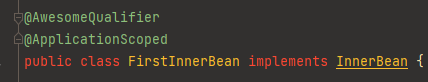 @AwesomeQualifier
@ApplicationScoped
public class FirstInnerBean implements InnerBean {